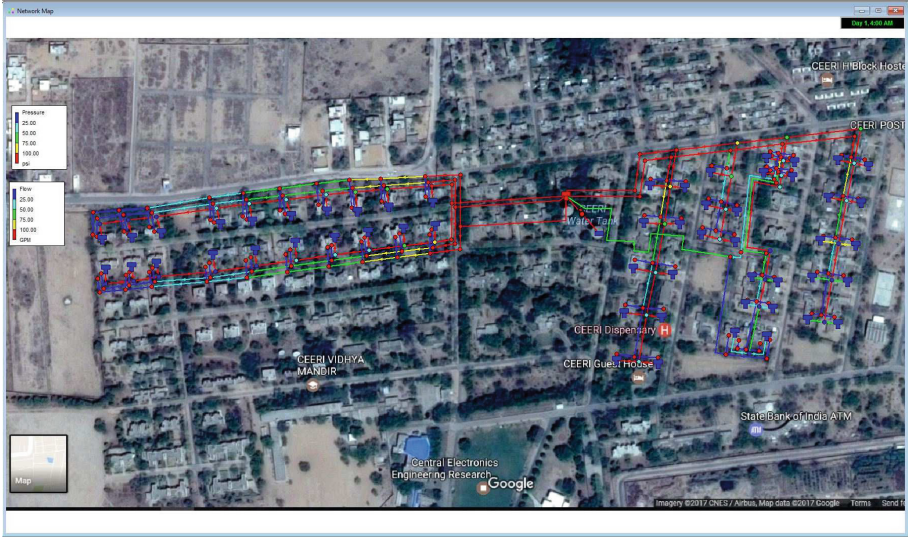 Network Map
Day 1, 4:00 AM
CEERI H Block Hoste
CEERI POST
Pressure
25.00
50.00
75.00
100.00
psi
Flow
25.00
50.00
75.00
100.00
GPM
CEERI
Water Tan
CEERI Dispensary
H
CEERI Guest House
CEERI VIDHYA
MANDIR
State Bank of India ATM
ATM
Map
Central Electronics
Engineering Research
Google
Imagery ©2017 CNES / Airbus, Map data ©2017 Google Terms Send fe